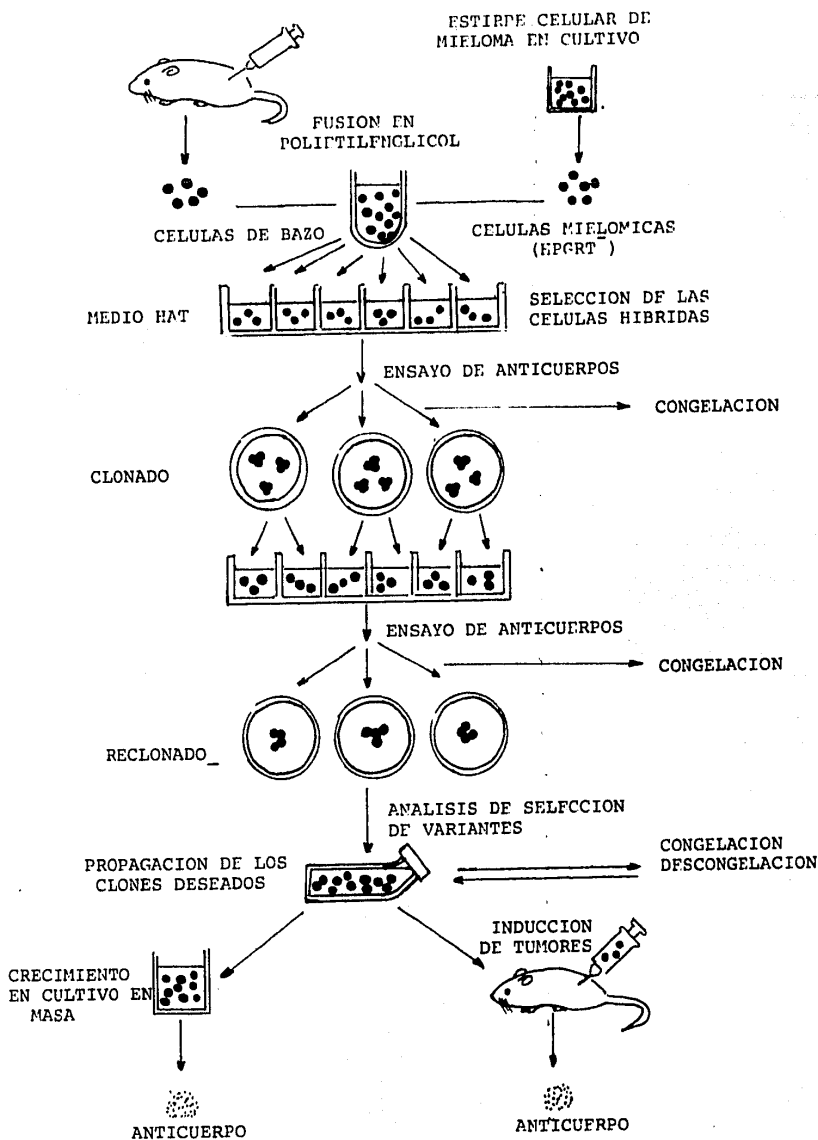 ESTIRPE CELULAR DE
MIELOMA EN CULTIVO
FUSION EN
POLIETILENGLICOL
CELULAS DE BAZO
CELULAS MIELOMICAS
(HPGRT¯)
MEDIO HAT
SELECCION DE LAS
CELULAS HIBRIDAS
ENSAYO DE ANTICUERPOS
CONGELACION
CLONADO
ENSAYO DE ANTICUERPOS
CONGELACION
RECLONADO_
ANALISIS DE SELECCION
DE VARIANTES
PROPAGACION DE LOS
CLONES DESEADOS
CONGELACION
DESCONGELACION
INDUCCION
DE TUMORES
CRECIMIENTO
EN CULTIVO EN
MASA
ANTICUERPO
ANTICUERPO